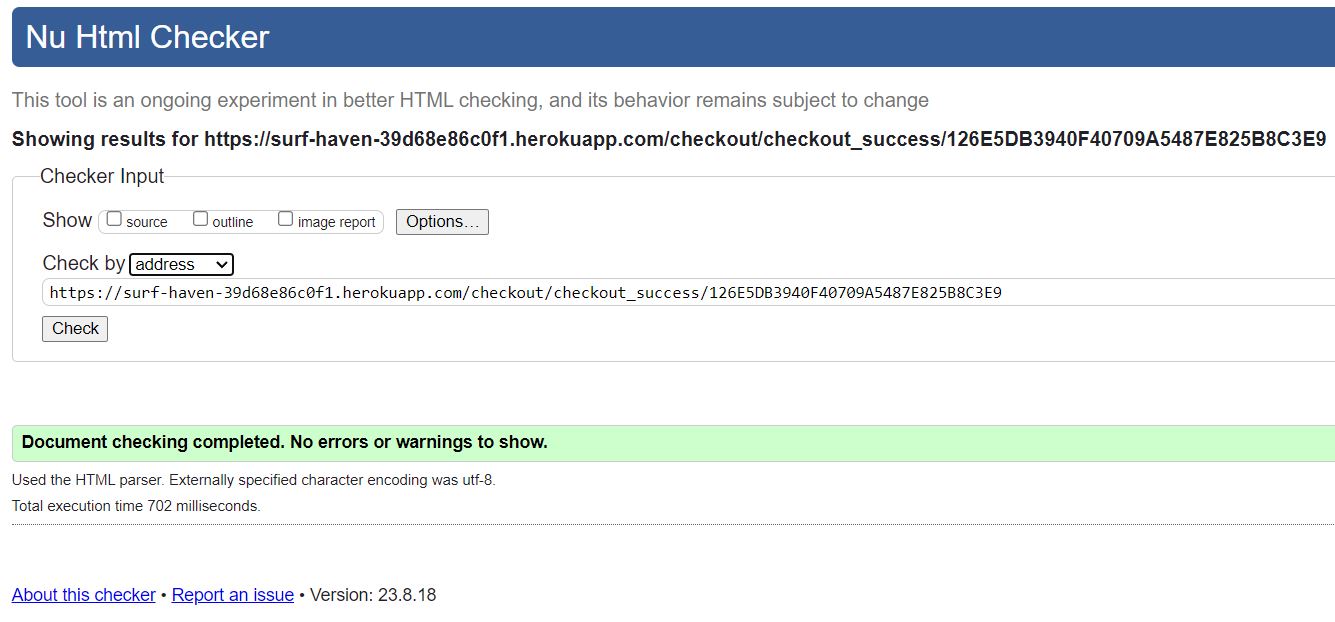 Nu Html Checker
This tool is an ongoing experiment in better HTML checking, and its behavior remains subject to change
Showing results for https://surf-haven-39d68e86c0f1.herokuapp.com/checkout/checkout_success/126E5DB3940F40709A5487E825B8C3E9
Checker Input
Show source outline image report Options...
Check by address
https://surf-haven-39d68e86c0f1.herokuapp.com/checkout/checkout_success/126E5DB3940F40709A5487E825B8C3E9
Check
Document checking completed. No errors or warnings to show.
Used the HTML parser. Externally specified character encoding was utf-8.
Total execution time 702 milliseconds.
About this checker • Report an issue • Version: 23.8.18